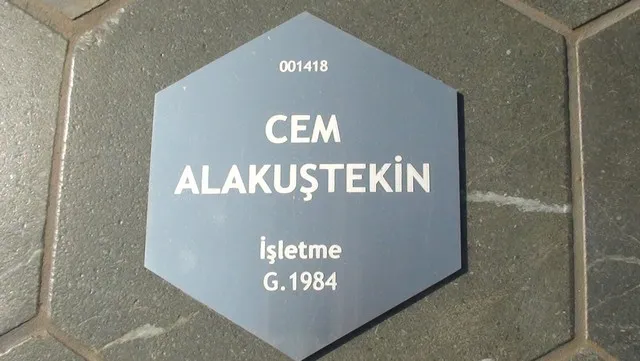 001418
CEM
ALAKUŞTEKİN
İşletme
G.1984